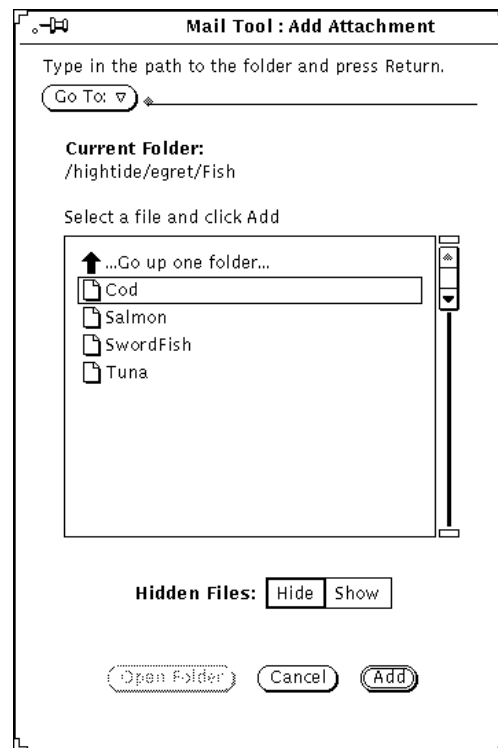 Mail Tool : Add Attachment
Type in the path to the folder and press Return.
Go To:
Current Folder:
/hightide/egret/Fish
Select a file and click Add
...Go up one folder...
Cod
Salmon
SwordFish
Tuna
Hidden Files: Hide Show
Open Folder Cancel Add